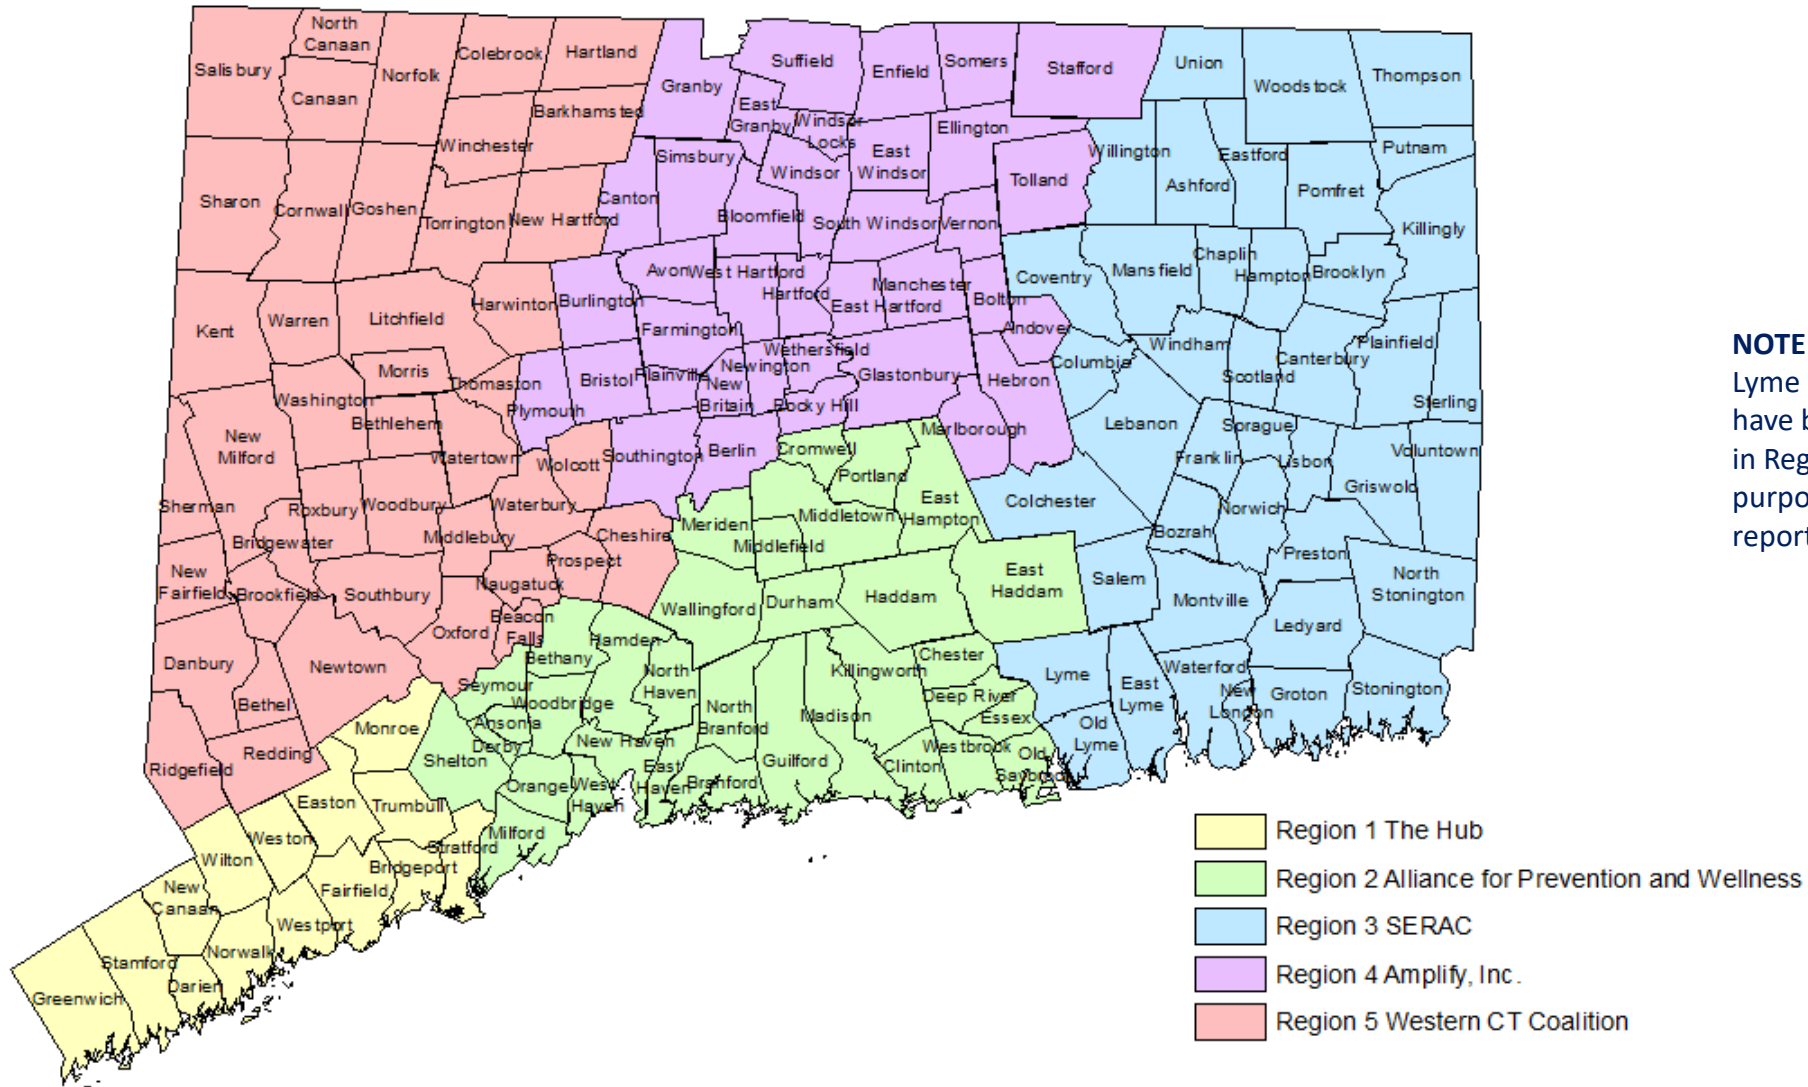 North
Canaan
Colebrook
Hartland
Salisbury
Norfolk
Canaan
Barkhamsted
Winchester
Sharon
Cornwall
Goshen
Torrington
New Hartford
Kent
Warren
Litchfield
Harwinton
Morris
Thomaston
Washington
Bethlehem
New
Milford
Watertown
Wolcott
Sherman
Roxbury
Woodbury
Waterbury
Bridgewater
Middlebury
Cheshire
Prospect
New
Fairfield
Brookfield
Southbury
Naugatuck
Beacon
Falls
Oxford
Danbury
Newtown
Bethel
Redding
Ridgefield
Granby
Suffield
Enfield
Somers
Stafford
East
Granby
Windsor
Locks
East
Windsor
Ellington
Simsbury
Windsor
Tolland
Canton
Bloomfield
South Windsor
Vernon
Avon
West Hartford
Hartford
Manchester
East Hartford
Bolton
Burlington
Farmington
Andover
Wethersfield
Newington
Bristol
Plainville
New
Britain
Rocky Hill
Glastonbury
Hebron
Plymouth
Southington
Berlin
Marlborough
Union
Woodstock
Thompson
Willington
Ashford
Eastford
Putnam
Pomfret
Killingly
Coventry
Mansfield
Chaplin
Hampton
Brooklyn
Columbia
Windham
Scotland
Canterbury
Plainfield
Sterling
Lebanon
Sprague
Franklin
Lisbon
Voluntown
Griswold
Colchester
Bozrah
Norwich
Preston
North
Stonington
Salem
Montville
Ledyard
Lyme
East
Lyme
Waterford
New
London
Groton
Stonington
Old
Lyme
Cromwell
Portland
East
Hampton
Meriden
Middletown
Middlefield
East
Haddam
Wallingford
Durham
Haddam
Hamden
Bethany
North
Haven
Killingworth
Chester
Seymour
Woodbridge
Deep River
Essex
Ansonia
North
Branford
Madison
Derby
New Haven
Shelton
Guilford
Westbrook
Clinton
Old
Saybrook
Orange
West
Haven
East
Haven
Branford
Milford
Monroe
Easton
Trumbull
Weston
Wilton
Stratford
Bridgeport
Fairfield
New
Canaan
Westport
Norwalk
Stamford
Darien
Greenwich
Region 1 The Hub
Region 2 Alliance for Prevention and Wellness
Region 3 SERAC
Region 4 Amplify, Inc.
Region 5 Western CT Coalition
NOTE
Lyme
have b
in Reg
purpo
report